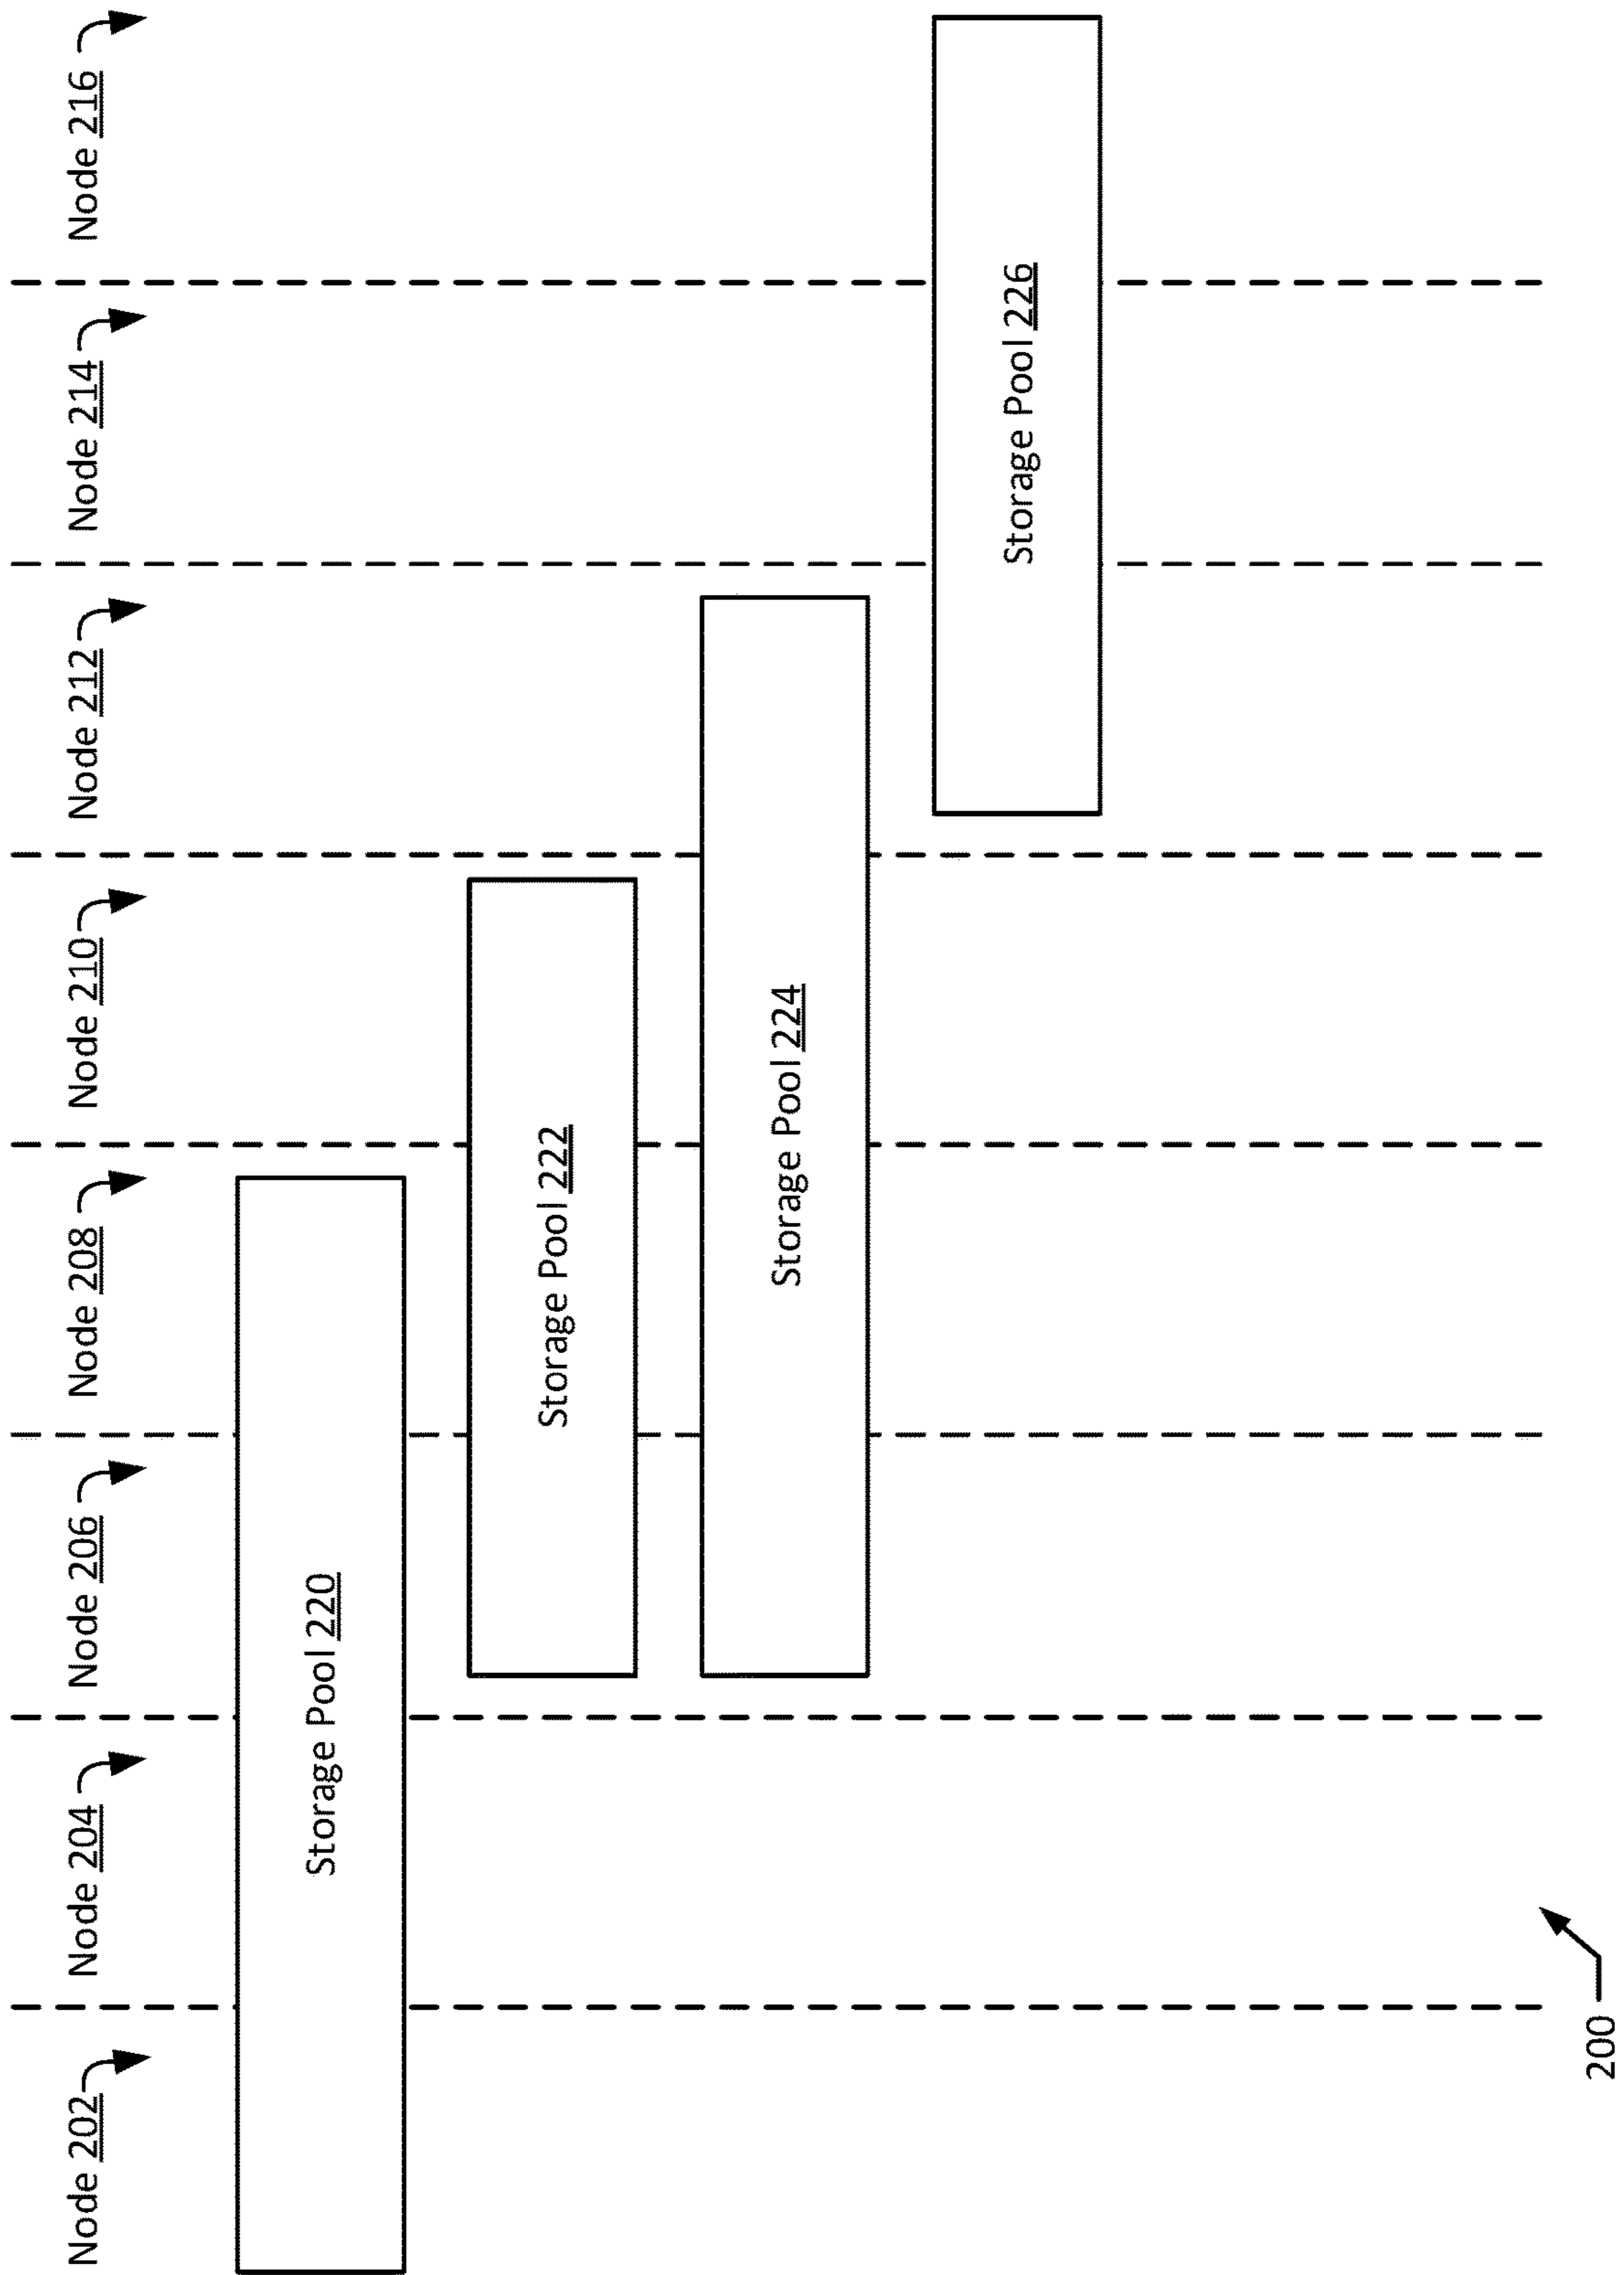 Node 202
Node 204
Node 206
Node 208
Node 210
Node 212
Node 214
Node 216
Storage Pool 220
Storage Pool 222
Storage Pool 224
Storage Pool 226
200